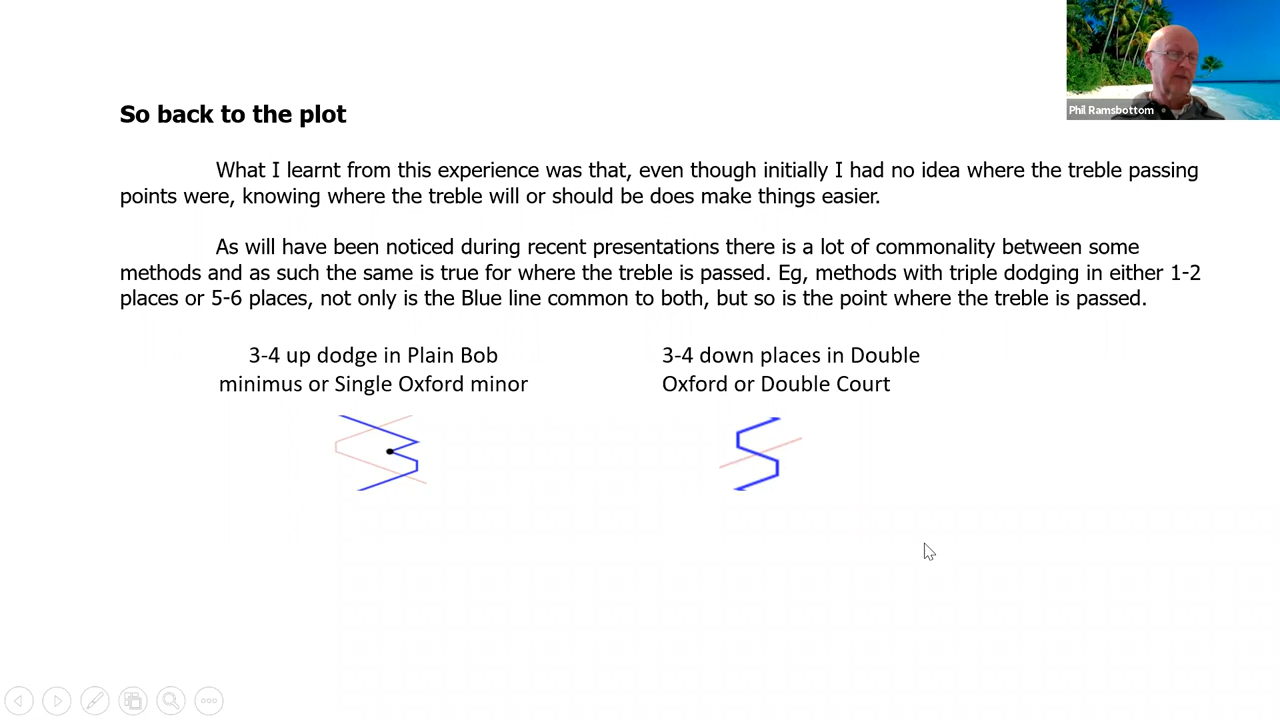 Phil Ramsbottom
So back to the plot
What I learnt from this experience was that, even though initially I had no idea where the treble passing
points were, knowing where the treble will or should be does make things easier.
As will have been noticed during recent presentations there is a lot of commonality between some
methods and as such the same is true for where the treble is passed. Eg, methods with triple dodging in either 1-2
places or 5-6 places, not only is the Blue line common to both, but so is the point where the treble is passed.
3-4 up dodge in Plain Bob
minimus or Single Oxford minor
3-4 down places in Double
Oxford or Double Court